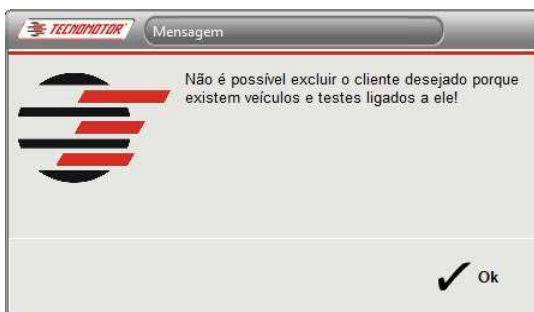 TECNOMOTOR
Mensagem
Não é possível excluir o cliente desejado porque
existem veículos e testes ligados a ele!
Ok